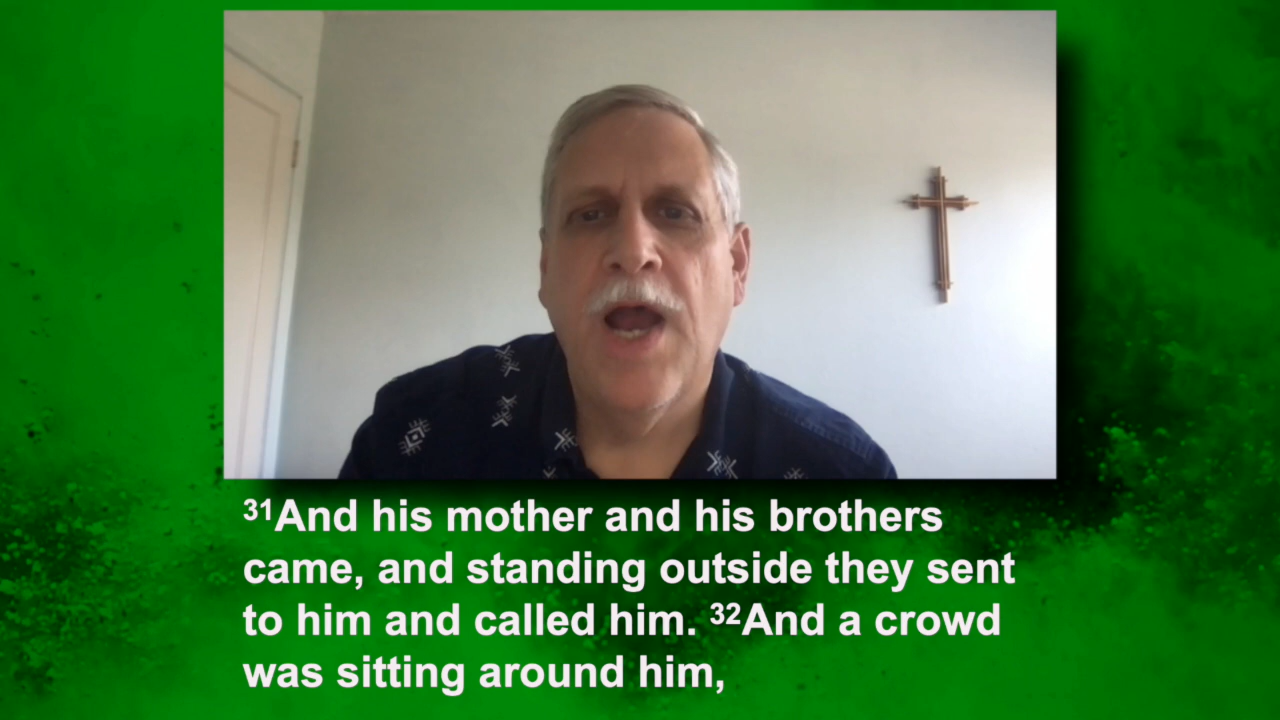 ³¹And his mother and his brothers
came, and standing outside they sent
to him and called him. ³²And a crowd
was sitting around him,